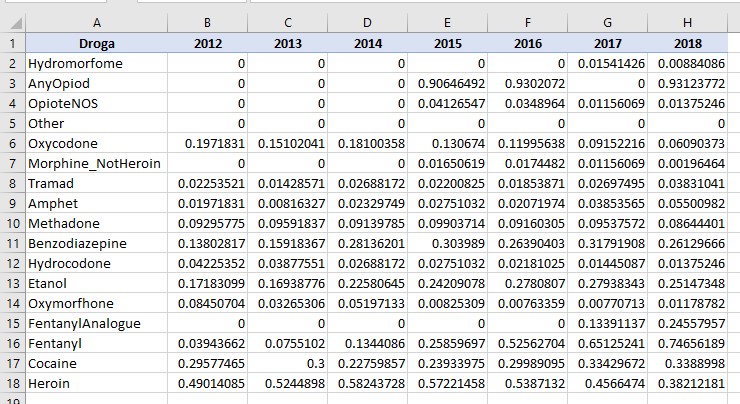 A B C D E F G H
1 Droga 2012 2013 2014 2015 2016 2017 2018
2 Hydromorfome 0 0 0 0 0 0.01541426 0.00884086
3 AnyOpiod 0 0 0 0.90646492 0.9302072 0 0.93123772
4 OpioteNOS 0 0 0 0.04126547 0.0348964 0.01156069 0.01375246
5 Other 0 0 0 0 0 0 0
6 Oxycodone 0.1971831 0.15102041 0.18100358 0.130674 0.11995638 0.09152216 0.06090373
7 Morphine_NotHeroin 0 0 0 0.01650619 0.0174482 0.01156069 0.00196464
8 Tramad 0.02253521 0.01428571 0.02688172 0.02200825 0.01853871 0.02697495 0.03831041
9 Amphet 0.01971831 0.00816327 0.02329749 0.02751032 0.02071974 0.03853565 0.05500982
10 Methadone 0.09295775 0.09591837 0.09139785 0.09903714 0.09160305 0.09537572 0.08644401
11 Benzodiazepine 0.13802817 0.15918367 0.28136201 0.303989 0.26390403 0.31791908 0.26129666
12 Hydrocodone 0.04225352 0.03877551 0.02688172 0.02751032 0.02181025 0.01445087 0.01375246
13 Etanol 0.17183099 0.16938776 0.22580645 0.24209078 0.2780807 0.27938343 0.25147348
14 Oxymorfhone 0.08450704 0.03265306 0.05197133 0.00825309 0.00763359 0.00770713 0.01178782
15 FentanylAnalogue 0 0 0 0 0 0.13391137 0.24557957
16 Fentanyl 0.03943662 0.0755102 0.1344086 0.25859697 0.52562704 0.65125241 0.74656189
17 Cocaine 0.29577465 0.3 0.22759857 0.23933975 0.29989095 0.33429672 0.3388998
18 Heroin 0.49014085 0.5244898 0.58243728 0.57221458 0.5387132 0.4566474 0.38212181